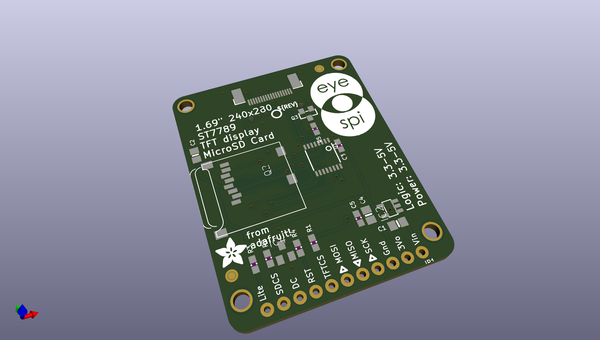 eye
spi
1.69" 240x280
ST7789
TFT display
MicroSD Card
(REV)
Logic: 3.3-5V
Power: 3.3-5V
from
adafruit!
Lite
SDCS
DC
RST
TFTCS
MOSI
MISO
SCK
Gnd
3Vo
Vin